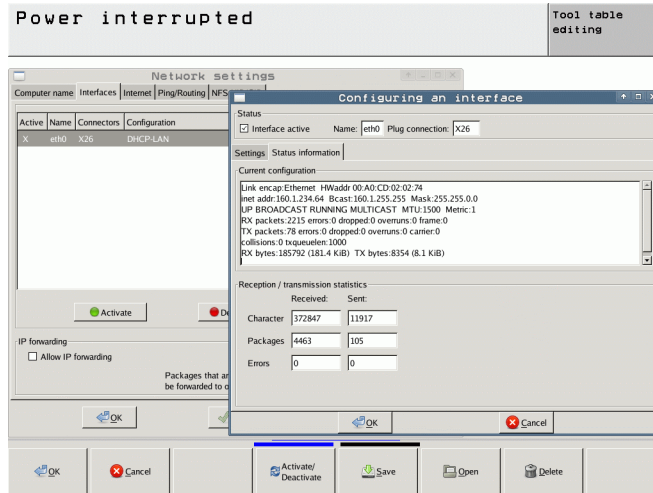 Power interrupted
Tool table
editing
Network settings
Computer name Interfaces Internet Ping/Routing NFS
Active Name Connectors Configuration
X eth0 X26 DHCP-LAN
Activate
IP forwarding
Allow IP forwarding
Packages that
be forwarded to
OK
Configuring an interface
Status
Interface active Name: eth0 Plug connection: X26
Settings Status information
Current configuration
Link encap:Ethernet HWaddr 00:A0:CD:02:02:74
inet addr:160.1.234.64 Bcast:160.1.255.255 Mask:255.255.0.0
UP BROADCAST RUNNING MULTICAST MTU:1500 Metric:1
RX packets:2215 errors:0 dropped:0 overruns:0 frame:0
TX packets:78 errors:0 dropped:0 overruns:0 carrier:0
collisions:0 txqueuelen:1000
RX bytes:185792 (181.4 KiB) TX bytes:8354 (8.1 KiB)
Reception / transmission statistics
Received: Sent:
Character 372847 11917
Packages 4463 105
Errors 0 0
OK Cancel
OK Cancel Activate/ Save Open Delete
Deactivate